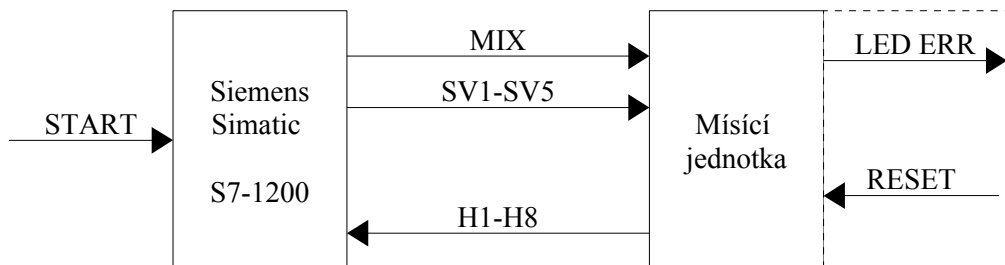 MIX
LED ERR
SV1-SV5
Siemens
Simatic
START
Mísící
jednotka
S7-1200
RESET
H1-H8